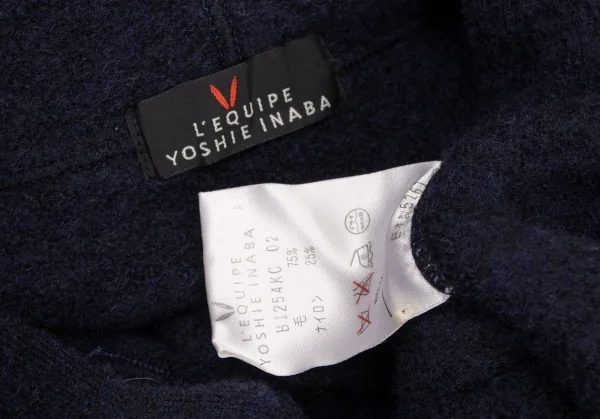 L'EQUIPE
YOSHIE INABA
L'EQUIPE
YOSHIE INABA
B1254KC 02
毛 75%
ナイロン 25%